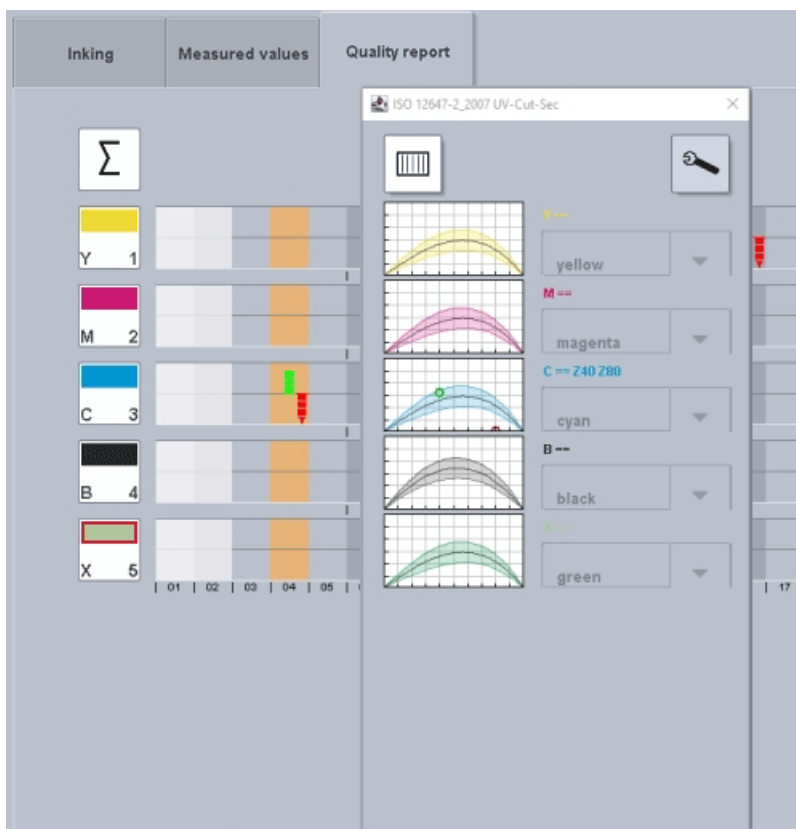 Inking
Measured values
Quality report
ISO 12647-2_2007 UV-Cut-Sec
Σ
Y 1
Y ==
yellow
M 2
M ==
magenta
C 3
C == Z40 Z80
cyan
B 4
B ==
black
X 5
green
01 | 02 | 03 | 04 | 05 |
| 17